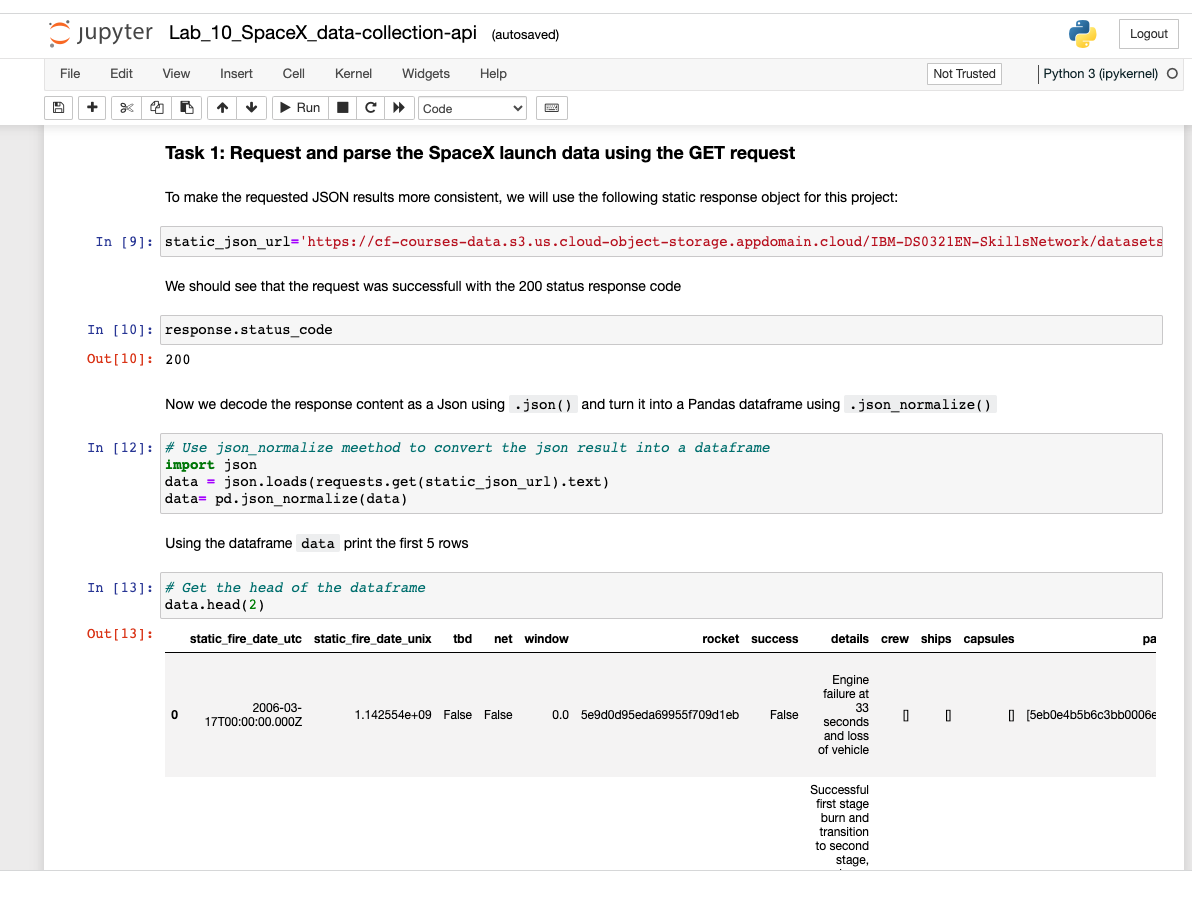 jupyter Lab_10_SpaceX_data-collection-api (autosaved)
Logout
File Edit View Insert Cell Kernel Widgets Help
Not Trusted
Python 3 (ipykernel)
Run
Code
Task 1: Request and parse the SpaceX launch data using the GET request
To make the requested JSON results more consistent, we will use the following static response object for this project:
In [9]: static_json_url='https://cf-courses-data.s3.us.cloud-object-storage.appdomain.cloud/IBM-DS0321EN-SkillsNetwork/datasets
We should see that the request was successfull with the 200 status response code
In [10]: response.status_code
Out[10]: 200
Now we decode the response content as a Json using .json() and turn it into a Pandas dataframe using .json_normalize()
In [12]: # Use json_normalize meethod to convert the json result into a dataframe
import json
data = json.loads(requests.get(static_json_url).text)
data= pd.json_normalize(data)
Using the dataframe data print the first 5 rows
In [13]: # Get the head of the dataframe
data.head(2)
Out[13]:
static_fire_date_utc static_fire_date_unix tbd net window rocket success details crew ships capsules pa
0 2006-03-
17T00:00:00.000Z 1.142554e+09 False False 0.0 5e9d0d95eda69955f709d1eb False
Engine
failure at
33
seconds
and loss
of vehicle
[] [] [] [5eb0e4b5b6c3bb0006e
Successful
first stage
burn and
transition
to second
stage,